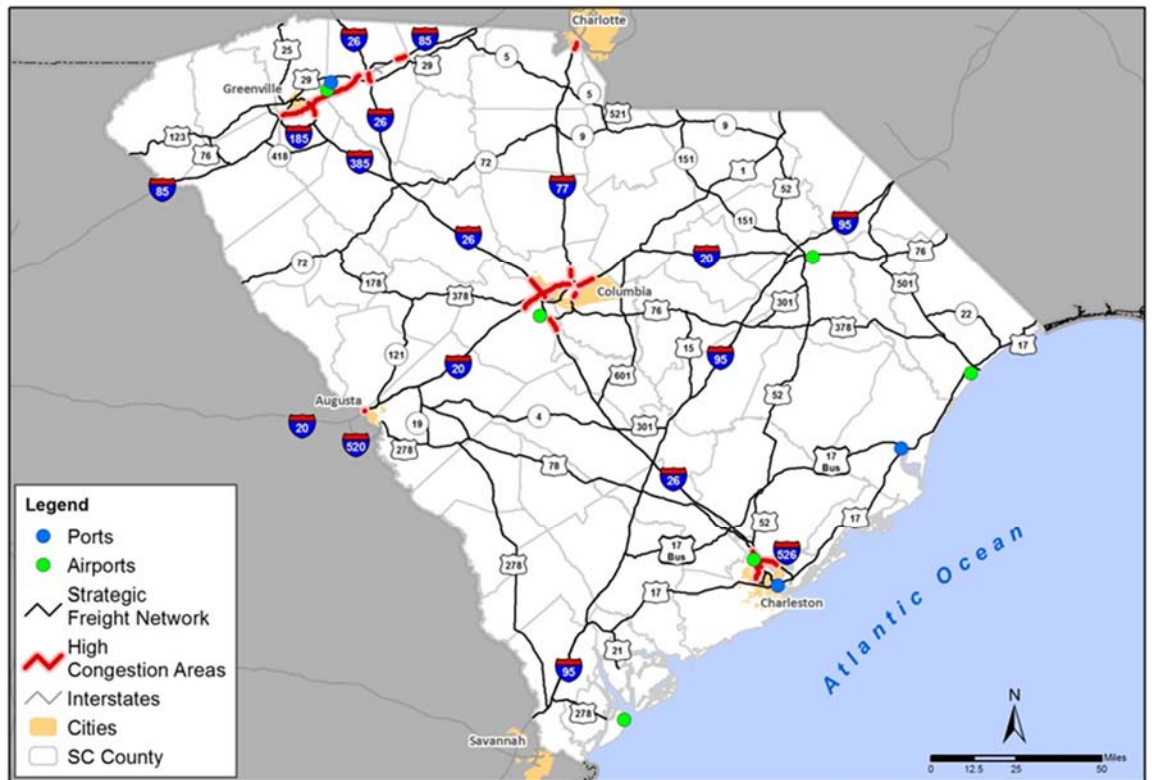 Charlotte
25
26
85
29
5
29
Greenville
5
521
26
123
76
185
418
385
72
9
9
151
1
52
85
77
151
95
26
20
76
72
178
378
Columbia
76
301
501
378
22
17
15
95
121
20
601
52
Augusta
20
19
4
301
520
278
78
17
Bus
26
52
17
17
Bus
526
278
17
Charleston
21
95
278
Savannah
Atlantic Ocean
Legend
Ports
Airports
Strategic
Freight Network
High
Congestion Areas
Interstates
Cities
SC County
N
Miles
0 12.5 25 50